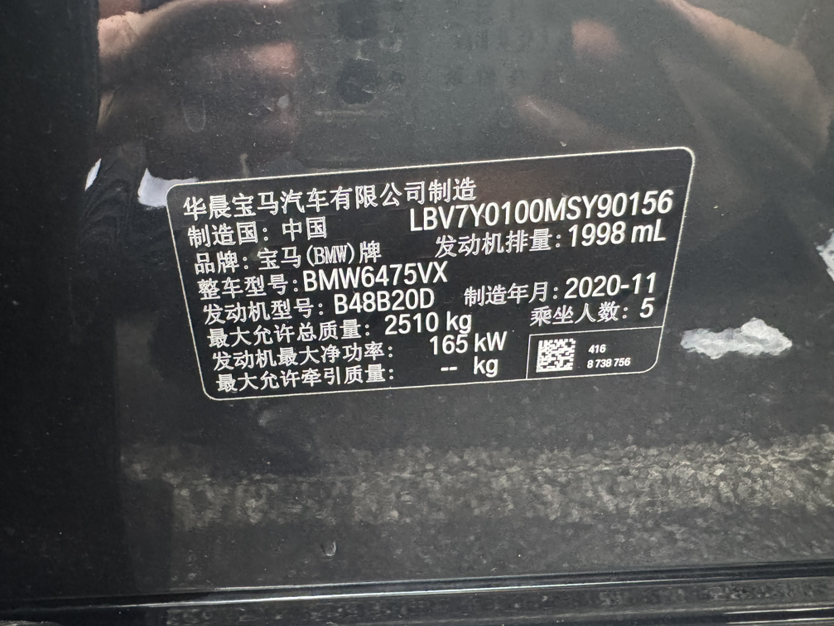 华晨宝马汽车有限公司制造
制造国：中国 LBV7Y0100MSY90156
品牌：宝马(BMW)牌 发动机排量：1998 mL
整车型号：BMW6475VX
发动机型号：B48B20D 制造年月：2020-11
最大允许总质量：2510 kg 乘坐人数：5
发动机最大净功率：165 kW
最大允许牵引质量：-- kg
416
8 738 756